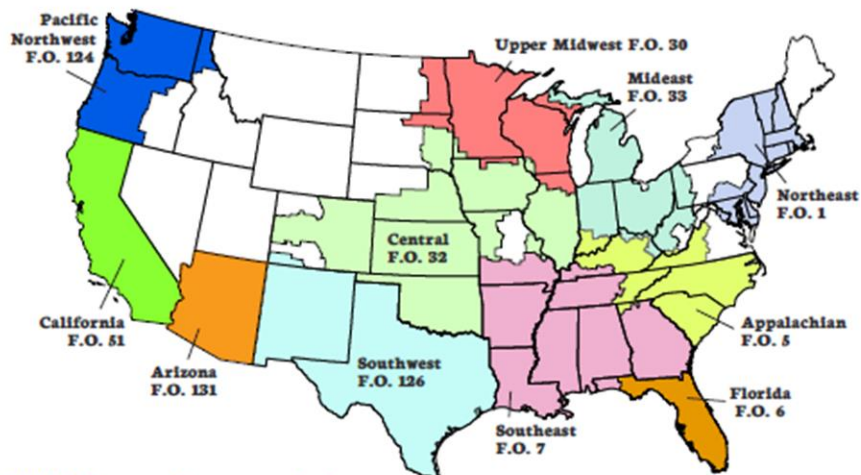 Pacific
Northwest
F.O. 124
Upper Midwest F.O. 30
Mideast
F.O. 33
Northeast
F.O. 1
Central
F.O. 32
California
F.O. 51
Appalachian
F.O. 5
Arizona
F.O. 131
Southwest
F.O. 126
Florida
F.O. 6
Southeast
F.O. 7